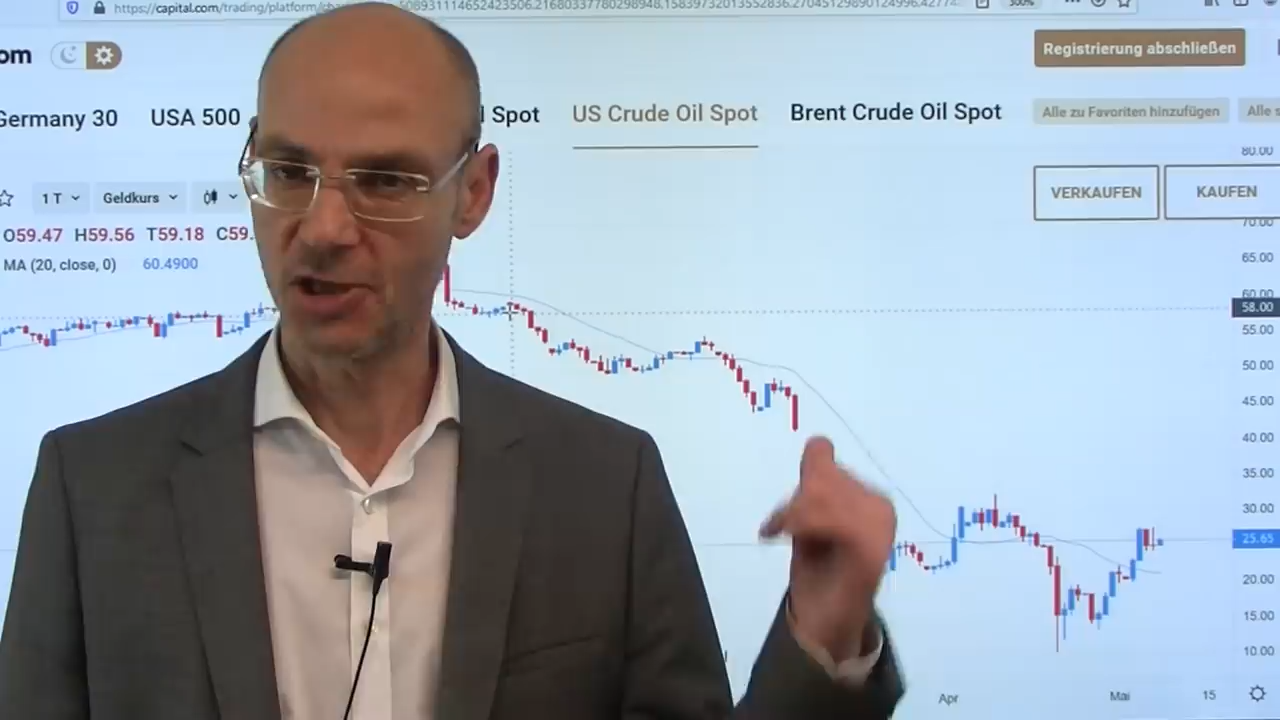 https://capital.com/trading/platform/
300%
om
Registrierung abschließen
Germany 30 USA 500 l Spot US Crude Oil Spot Brent Crude Oil Spot Alle zu Favoriten hinzufügen Alle
1 T Geldkurs VERKAUFEN KAUFEN
O59.47 H59.56 T59.18 C59.
MA (20, close, 0) 60.4900
80.00
70.00
65.00
60.00
58.00
55.00
50.00
45.00
40.00
35.00
30.00
25.65
20.00
15.00
10.00
Apr Mai 15